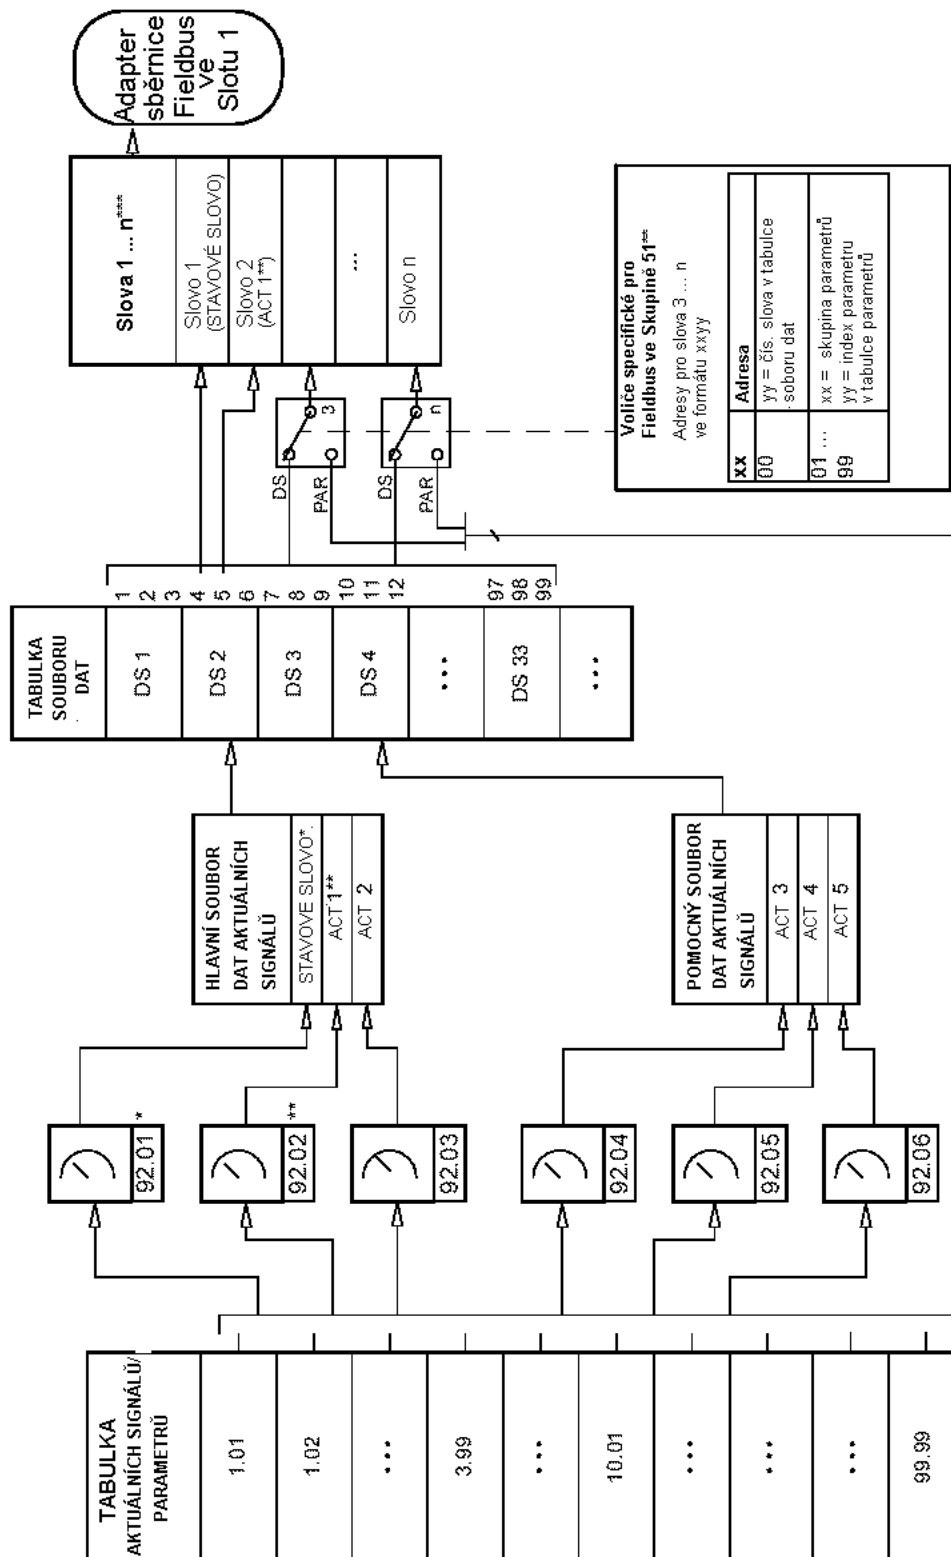 TABULKA
AKTUÁLNÍCH SIGNÁLŮ/
PARAMETRŮ
1.01
1.02
...
3.99
...
10.01
...
...
...
99.99
92.01
*
92.02
**
92.03
92.04
92.05
92.06
HLAVNÍ SOUBOR
DAT AKTUÁLNÍCH
SIGNÁLŮ
STAVOVE SLOVO*.
ACT 1**
ACT 2
POMOCNÝ SOUBOR
DAT AKTUÁLNÍCH
SIGNÁLŮ
ACT 3
ACT 4
ACT 5
TABULKA
SOUBORU
DAT
DS 1
DS 2
DS 3
DS 4
...
DS 33
...
1
2
3
4
5
6
7
8
9
10
11
12
97
98
99
DS
PAR
3
DS
PAR
n
Slova 1 ... n***
Slovo 1
(STAVOVÉ SLOVO)
Slovo 2
(ACT 1**)
...
Slovo n
Adapter
sběrnice
Fieldbus
ve
Slotu 1
Voliče specifické pro
Fieldbus ve Skupině 51**
Adresy pro slova 3 ... n
ve formátu xxyy
xx Adresa
00 yy = čís. slova v tabulce
soboru dat
01 ... xx = skupina parametrů
99 yy = index parametru
v tabulce parametrů